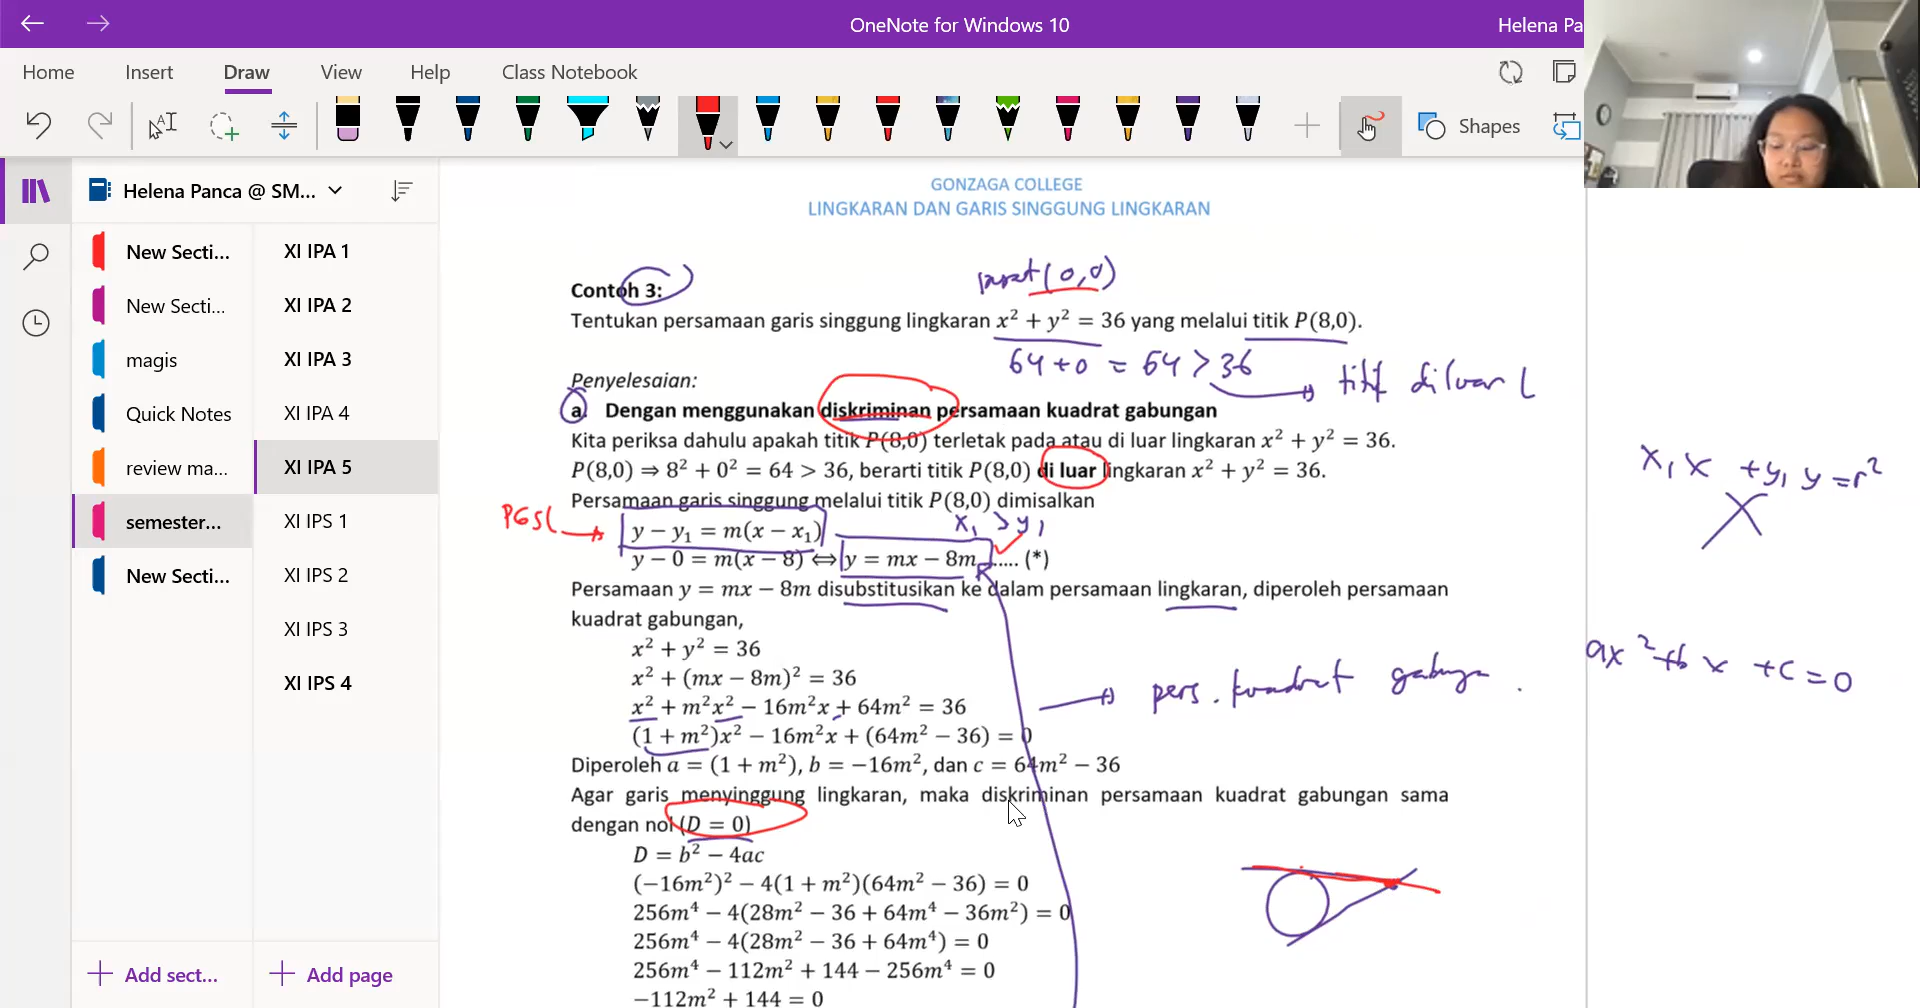 OneNote for Windows 10
Helena Pa
Home Insert Draw View Help Class Notebook
Shapes
Helena Panca @ SM...
New Secti...
New Secti...
magis
Quick Notes
review ma...
semester...
New Secti...
Add sect...
XI IPA 1
XI IPA 2
XI IPA 3
XI IPA 4
XI IPA 5
XI IPS 1
XI IPS 2
XI IPS 3
XI IPS 4
Add page
GONZAGA COLLEGE
LINGKARAN DAN GARIS SINGGUNG LINGKARAN
pusat (0,0)
Contoh 3:
Tentukan persamaan garis singgung lingkaran x² + y² = 36 yang melalui titik P(8,0).
64 + 0 = 64 > 36 → titik diluar L
Penyelesaian:
a. Dengan menggunakan diskriminan persamaan kuadrat gabungan
Kita periksa dahulu apakah titik P(8,0) terletak pada atau di luar lingkaran x² + y² = 36.
P(8,0) ⇒ 8² + 0² = 64 > 36, berarti titik P(8,0) di luar lingkaran x² + y² = 36.
x₁x + y₁y = r²
Persamaan garis singgung melalui titik P(8,0) dimisalkan
PGSL → y − y₁ = m(x − x₁)
x₁ > y₁
y − 0 = m(x − 8) ⇔ y = mx − 8m ..... (*)
Persamaan y = mx − 8m disubstitusikan ke dalam persamaan lingkaran, diperoleh persamaan
kuadrat gabungan,
x² + y² = 36
x² + (mx − 8m)² = 36
x² + m²x² − 16m²x + 64m² = 36
→ pers. kuadrat gabungan
ax² + bx + c = 0
(1 + m²)x² − 16m²x + (64m² − 36) = 0
Diperoleh a = (1 + m²), b = −16m², dan c = 64m² − 36
Agar garis menyinggung lingkaran, maka diskriminan persamaan kuadrat gabungan sama
dengan nol (D = 0)
D = b² − 4ac
(−16m²)² − 4(1 + m²)(64m² − 36) = 0
256m⁴ − 4(28m² − 36 + 64m⁴ − 36m²) = 0
256m⁴ − 4(28m² − 36 + 64m⁴) = 0
256m⁴ − 112m² + 144 − 256m⁴ = 0
−112m² + 144 = 0